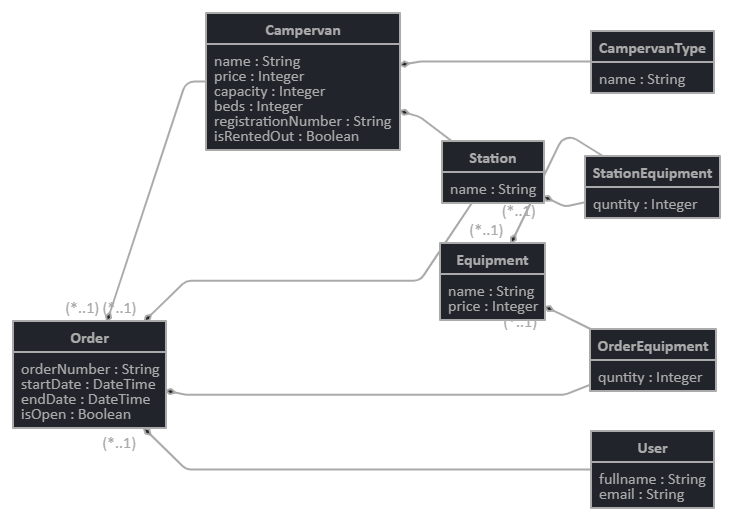 Campervan
name : String
price : Integer
capacity : Integer
beds : Integer
registrationNumber : String
isRentedOut : Boolean
CampervanType
name : String
Station
name : String
StationEquipment
quntity : Integer
(*..1)
(*..1)
Equipment
name : String
price : Integer
(*..1)
(*..1) (*..1)
Order
orderNumber : String
startDate : DateTime
endDate : DateTime
isOpen : Boolean
(*..1)
OrderEquipment
quntity : Integer
User
fullname : String
email : String